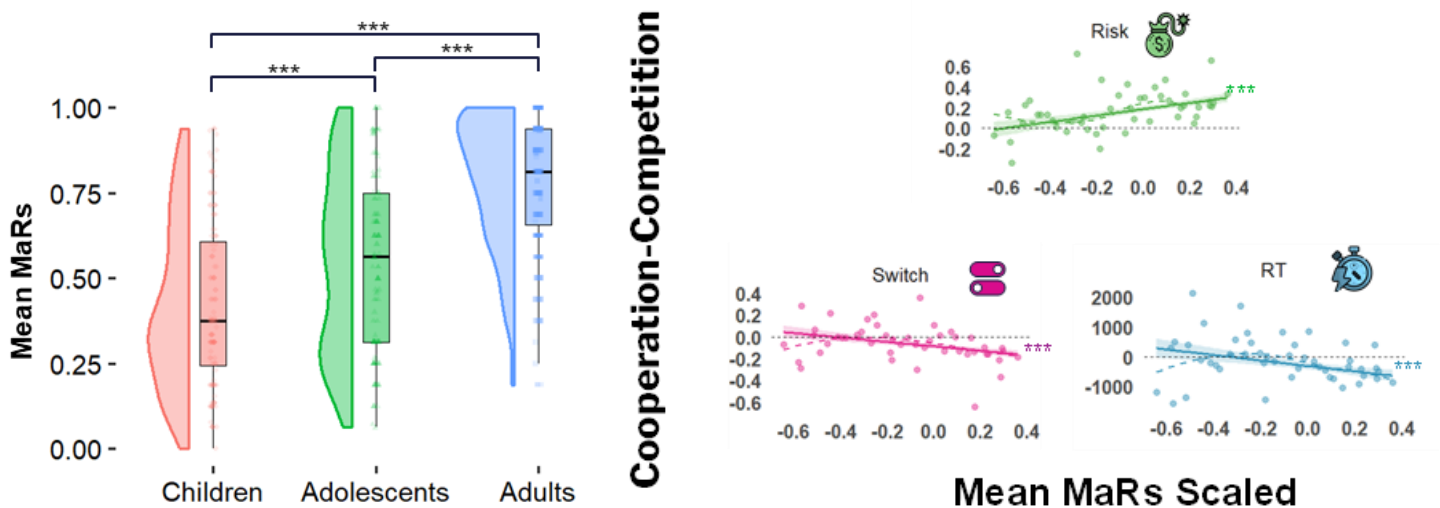 ***
***
***
1.00
0.75
0.50
0.25
0.00
Mean MaRs
Children Adolescents Adults
Cooperation-Competition
Risk
$
0.6
0.4
0.2
0.0
-0.2
***
-0.6 -0.4 -0.2 0.0 0.2 0.4
Switch
0.4
0.2
0.0
-0.2
-0.4
-0.6
***
-0.6 -0.4 -0.2 0.0 0.2 0.4
RT
2000
1000
0
-1000
***
-0.6 -0.4 -0.2 0.0 0.2 0.4
Mean MaRs Scaled